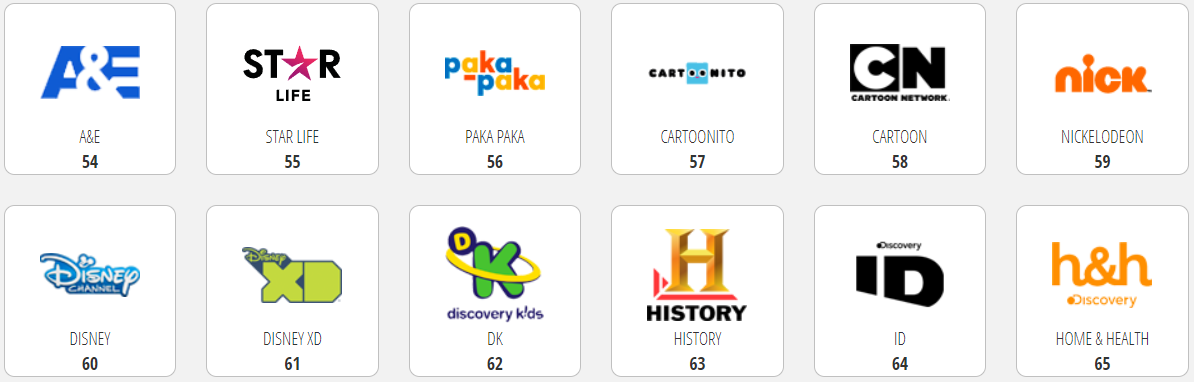 A&E
A&E
54
STAR
LIFE
STAR LIFE
55
paka
-paka
PAKA PAKA
56
CARTOONITO
CARTOONITO
57
CN
CARTOON NETWORK.
CARTOON
58
nick
NICKELODEON
59
Disney
CHANNEL
DISNEY
60
Disney
XD
DISNEY XD
61
D
K
discovery kids
DK
62
H
HISTORY
HISTORY
63
Discovery
ID
ID
64
h&h
Discovery
HOME & HEALTH
65